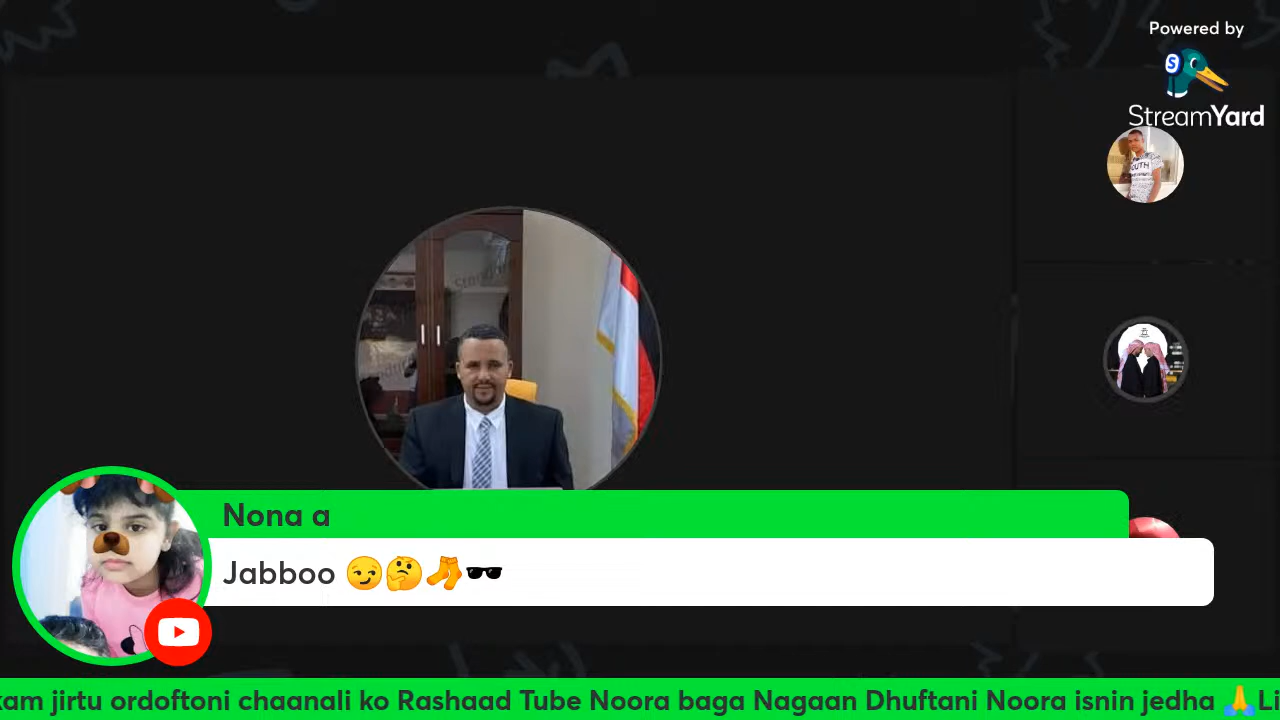 Powered by
StreamYard
OUTH
Nona a
Jabboo 😏🤔🧦🕶️
kam jirtu ordoftoni chaanali ko Rashaad Tube Noora baga Nagaan Dhuftani Noora isnin jedha 🙏Li